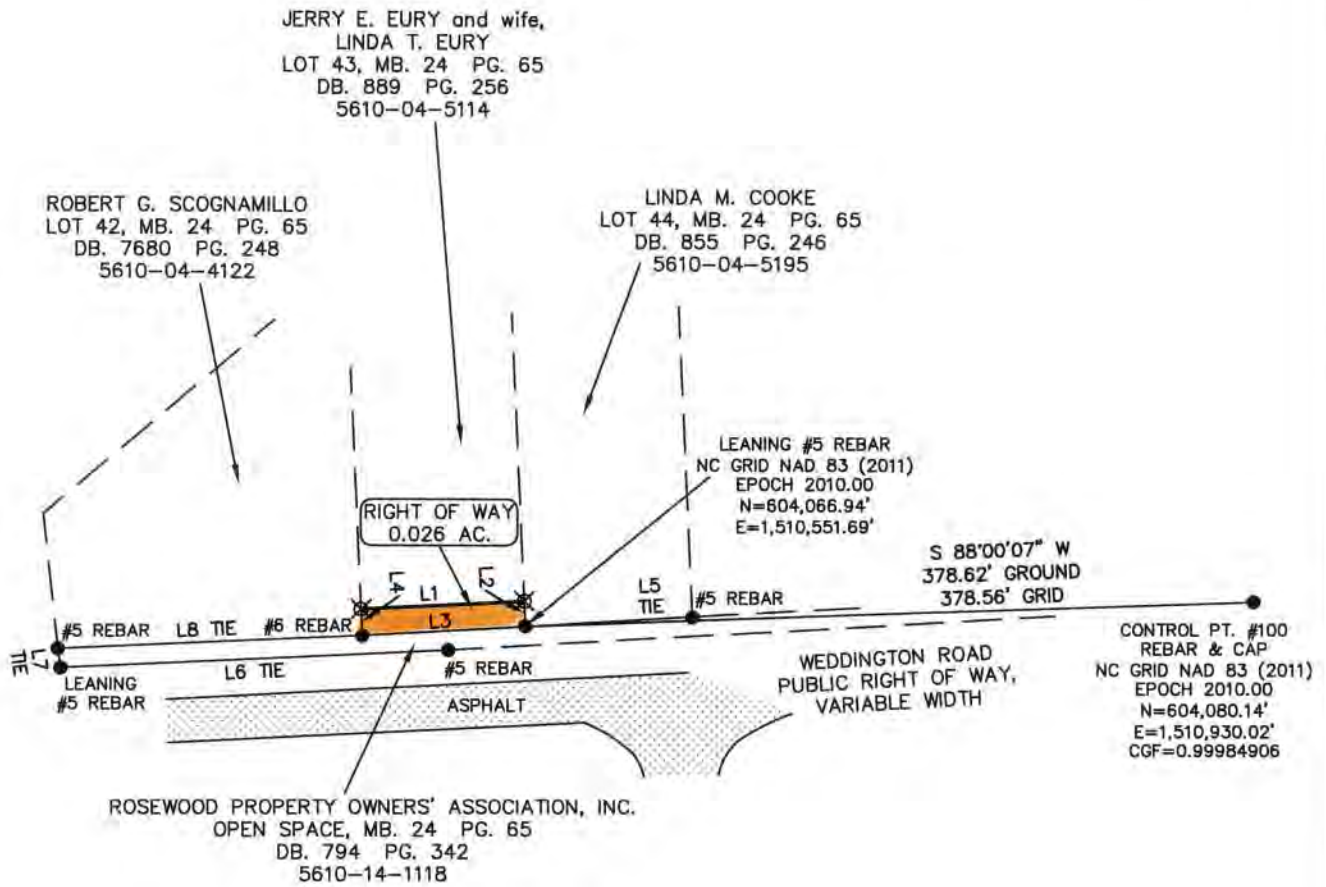 JERRY E. EURY and wife,
LINDA T. EURY
LOT 43, MB. 24 PG. 65
DB. 889 PG. 256
5610-04-5114
ROBERT G. SCOGNAMILLO
LOT 42, MB. 24 PG. 65
DB. 7680 PG. 248
5610-04-4122
LINDA M. COOKE
LOT 44, MB. 24 PG. 65
DB. 855 PG. 246
5610-04-5195
LEANING #5 REBAR
NC GRID NAD 83 (2011)
EPOCH 2010.00
N=604,066.94'
E=1,510,551.69'
RIGHT OF WAY
0.026 AC.
S 88°00'07" W
378.62' GROUND
378.56' GRID
L4
L1
L2
L3
L5
TIE
#5 REBAR
#5 REBAR
L8 TIE
#6 REBAR
L7
TIE
LEANING
#5 REBAR
L6 TIE
#5 REBAR
ASPHALT
WEDDINGTON ROAD
PUBLIC RIGHT OF WAY,
VARIABLE WIDTH
CONTROL PT. #100
REBAR & CAP
NC GRID NAD 83 (2011)
EPOCH 2010.00
N=604,080.14'
E=1,510,930.02'
CGF=0.99984906
ROSEWOOD PROPERTY OWNERS' ASSOCIATION, INC.
OPEN SPACE, MB. 24 PG. 65
DB. 794 PG. 342
5610-14-1118